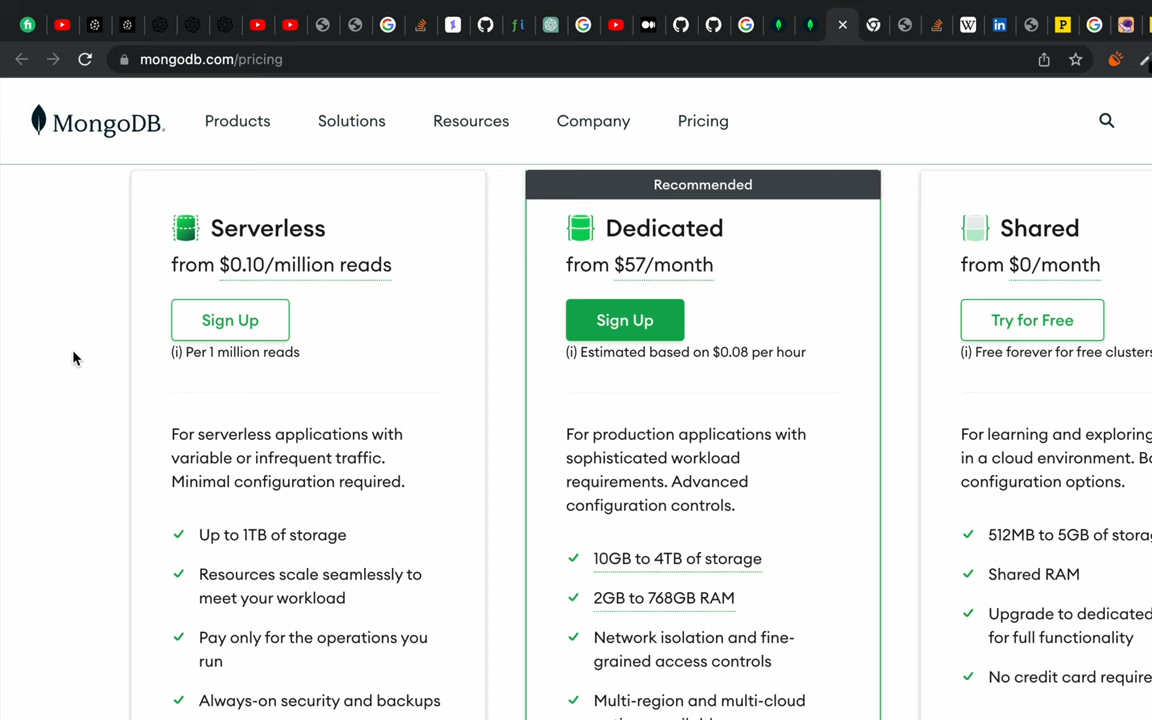 mongodb.com/pricing
MongoDB.
Products
Solutions
Resources
Company
Pricing
Serverless
from $0.10/million reads
Sign Up
(i) Per 1 million reads
For serverless applications with
variable or infrequent traffic.
Minimal configuration required.
Up to 1TB of storage
Resources scale seamlessly to
meet your workload
Pay only for the operations you
run
Always-on security and backups
Recommended
Dedicated
from $57/month
Sign Up
(i) Estimated based on $0.08 per hour
For production applications with
sophisticated workload
requirements. Advanced
configuration controls.
10GB to 4TB of storage
2GB to 768GB RAM
Network isolation and fine-
grained access controls
Multi-region and multi-cloud
Shared
from $0/month
Try for Free
(i) Free forever for free clusters
For learning and exploring
in a cloud environment.
configuration options.
512MB to 5GB of
Shared RAM
Upgrade to dedicated
for full functionality
No credit card